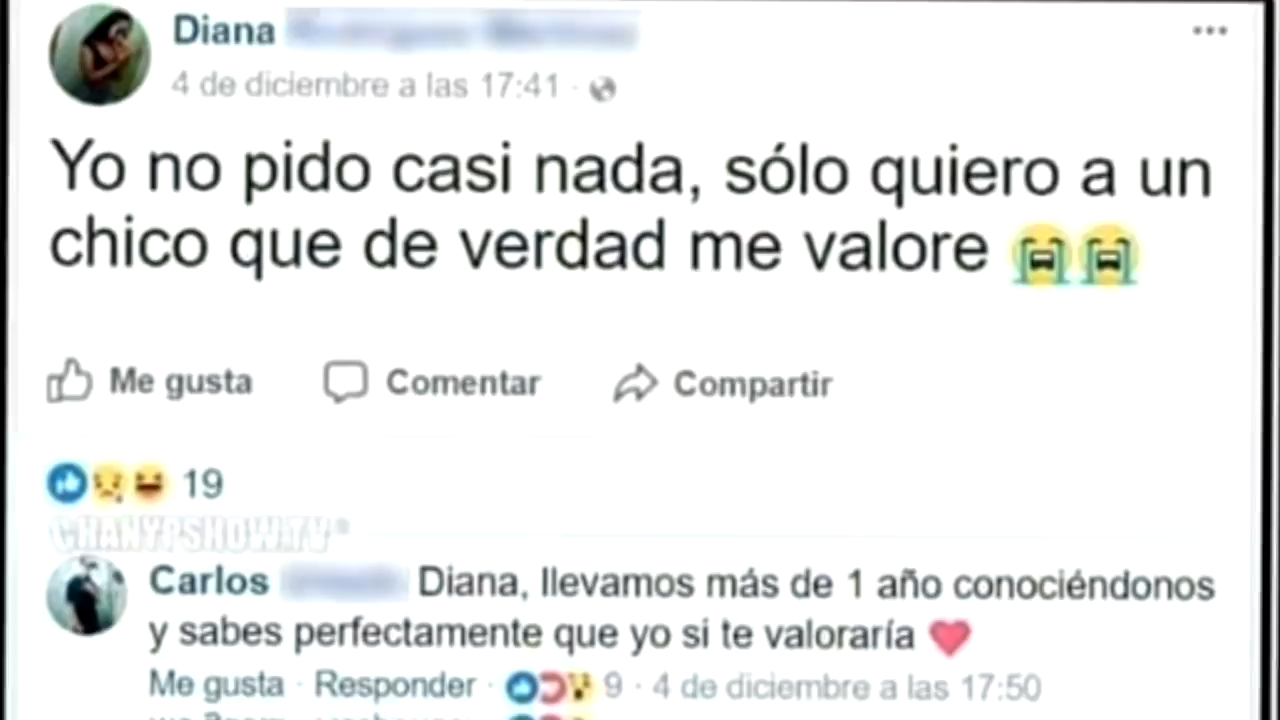 Diana
4 de diciembre a las 17:41
Yo no pido casi nada, sólo quiero a un
chico que de verdad me valore 😭😭
Me gusta Comentar Compartir
19
CHANYPSHOW.TV®
Carlos Diana, llevamos más de 1 año conociéndonos
y sabes perfectamente que yo si te valoraría ❤
Me gusta · Responder · 9 · 4 de diciembre a las 17:50